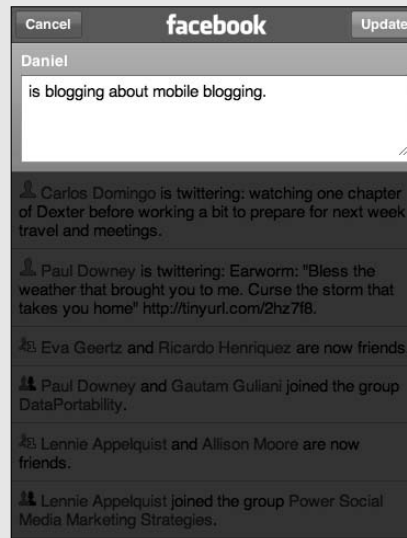 Cancel facebook Update
Daniel
is blogging about mobile blogging.
Carlos Domingo is twittering: watching one chapter
of Dexter before working a bit to prepare for next week
travel and meetings.
Paul Downey is twittering: Earworm: "Bless the
weather that brought you to me. Curse the storm that
takes you home" http://tinyurl.com/2hz7f8.
Eva Geertz and Ricardo Henriquez are now friends
Paul Downey and Gautam Guliani joined the group
DataPortability.
Lennie Appelquist and Allison Moore are now
friends.
Lennie Appelquist joined the group Power Social
Media Marketing Strategies.